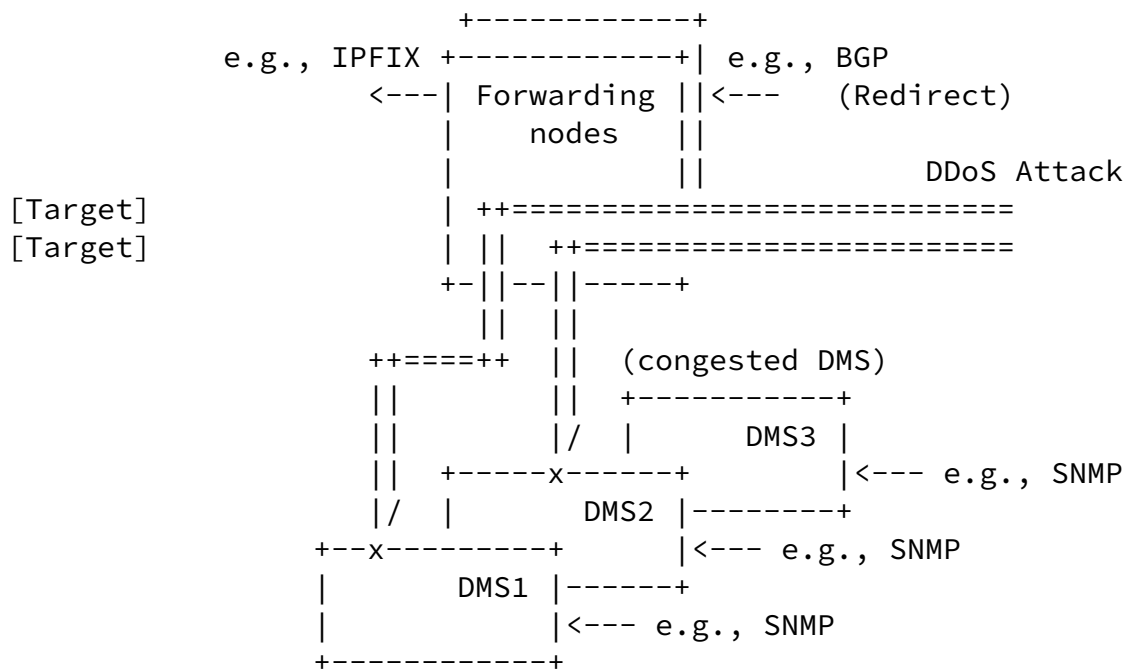 e.g., IPFIX e.g., BGP
<---| Forwarding ||<--- (Redirect)
nodes
DDoS Attack
[Target] ++============================
[Target] ++========================
++====++ (congested DMS)
DMS3
x <--- e.g., SNMP
DMS2
x <--- e.g., SNMP
DMS1
<--- e.g., SNMP